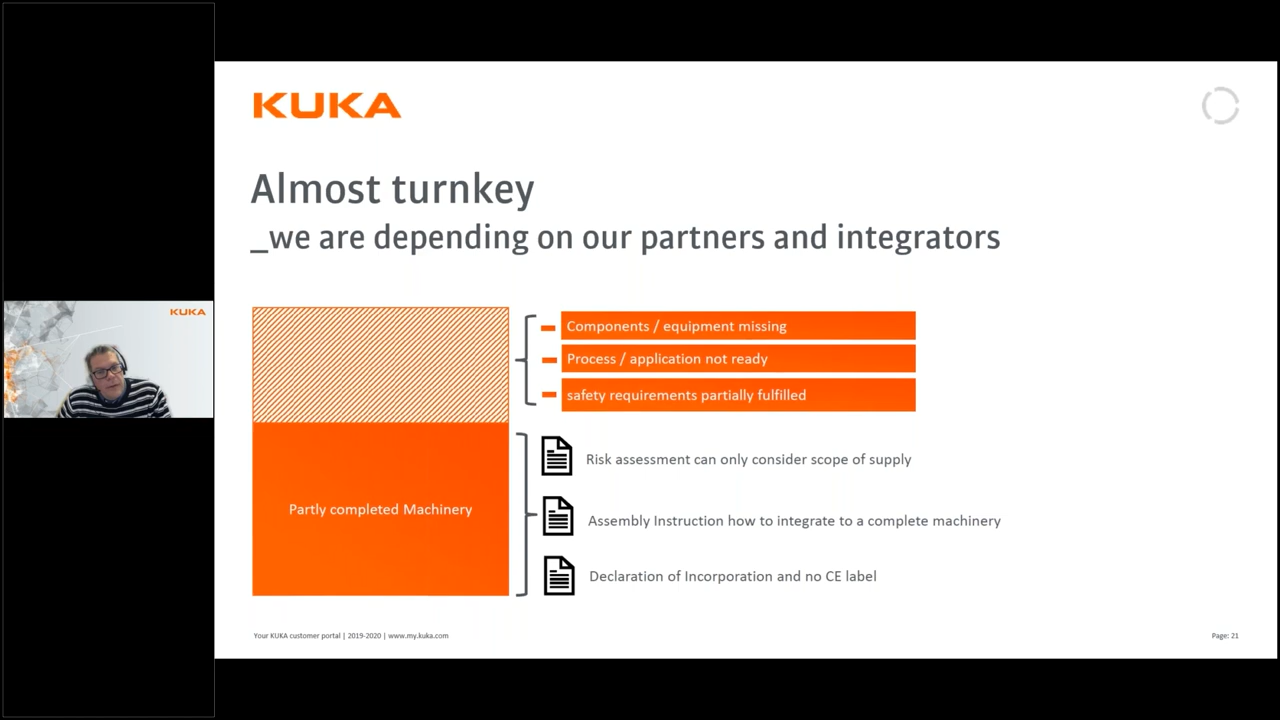 KUKA
Almost turnkey
_we are depending on our partners and integrators
Components / equipment missing
Process / application not ready
safety requirements partially fulfilled
Partly completed Machinery
Risk assessment can only consider scope of supply
Assembly Instruction how to integrate to a complete machinery
Declaration of Incorporation and no CE label
Your KUKA customer portal | 2019-2020 | www.my.kuka.com
Page: 21
KUKA